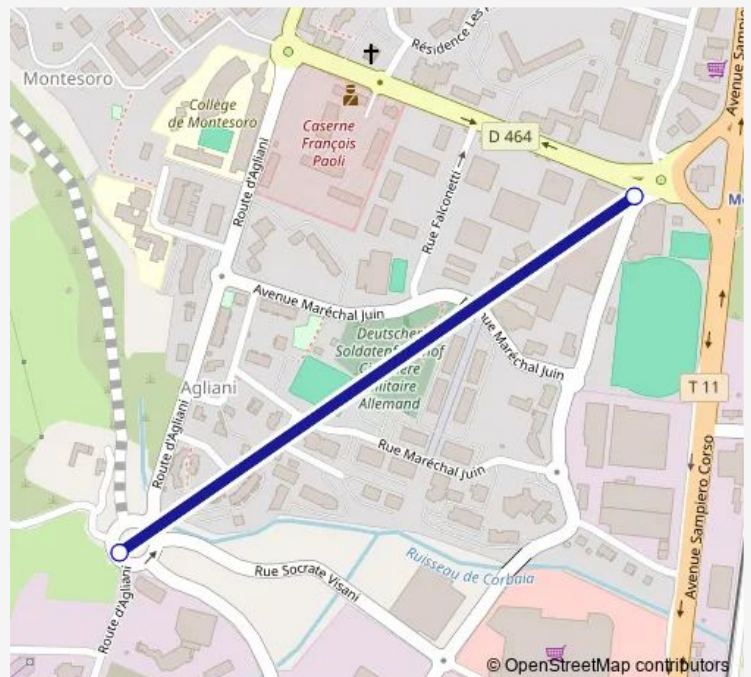 Résidence Les
Avenue Sampiero
Montesoro
Collège
de Montesoro
Caserne
François
Paoli
D 464
Route d'Agliani
Rue Falconetti
Avenue Maréchal Juin
Deutscher
Maréchal Juin
Militaire
Allemand
Agliani
T 11
Route d'Agliani
Rue Maréchal Juin
Avenue Sampiero Corso
Ruisseau de Corbaia
Rue Socrate Visani
Route d'Agliani
© OpenStreetMap contributors